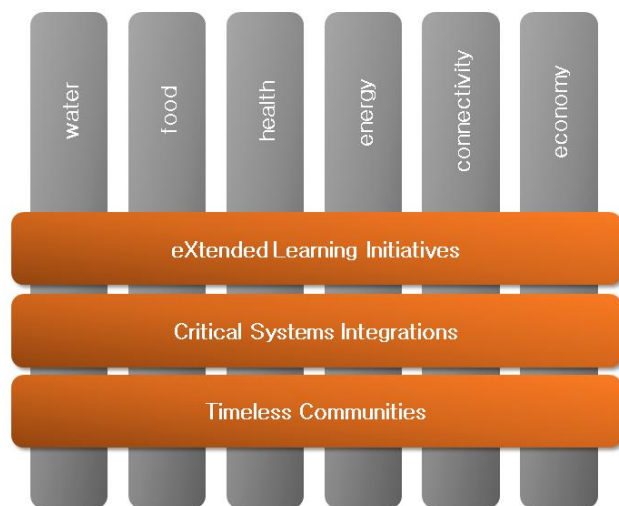 water
food
health
energy
connectivity
economy
eXtended Learning Initiatives
Critical Systems Integrations
Timeless Communities